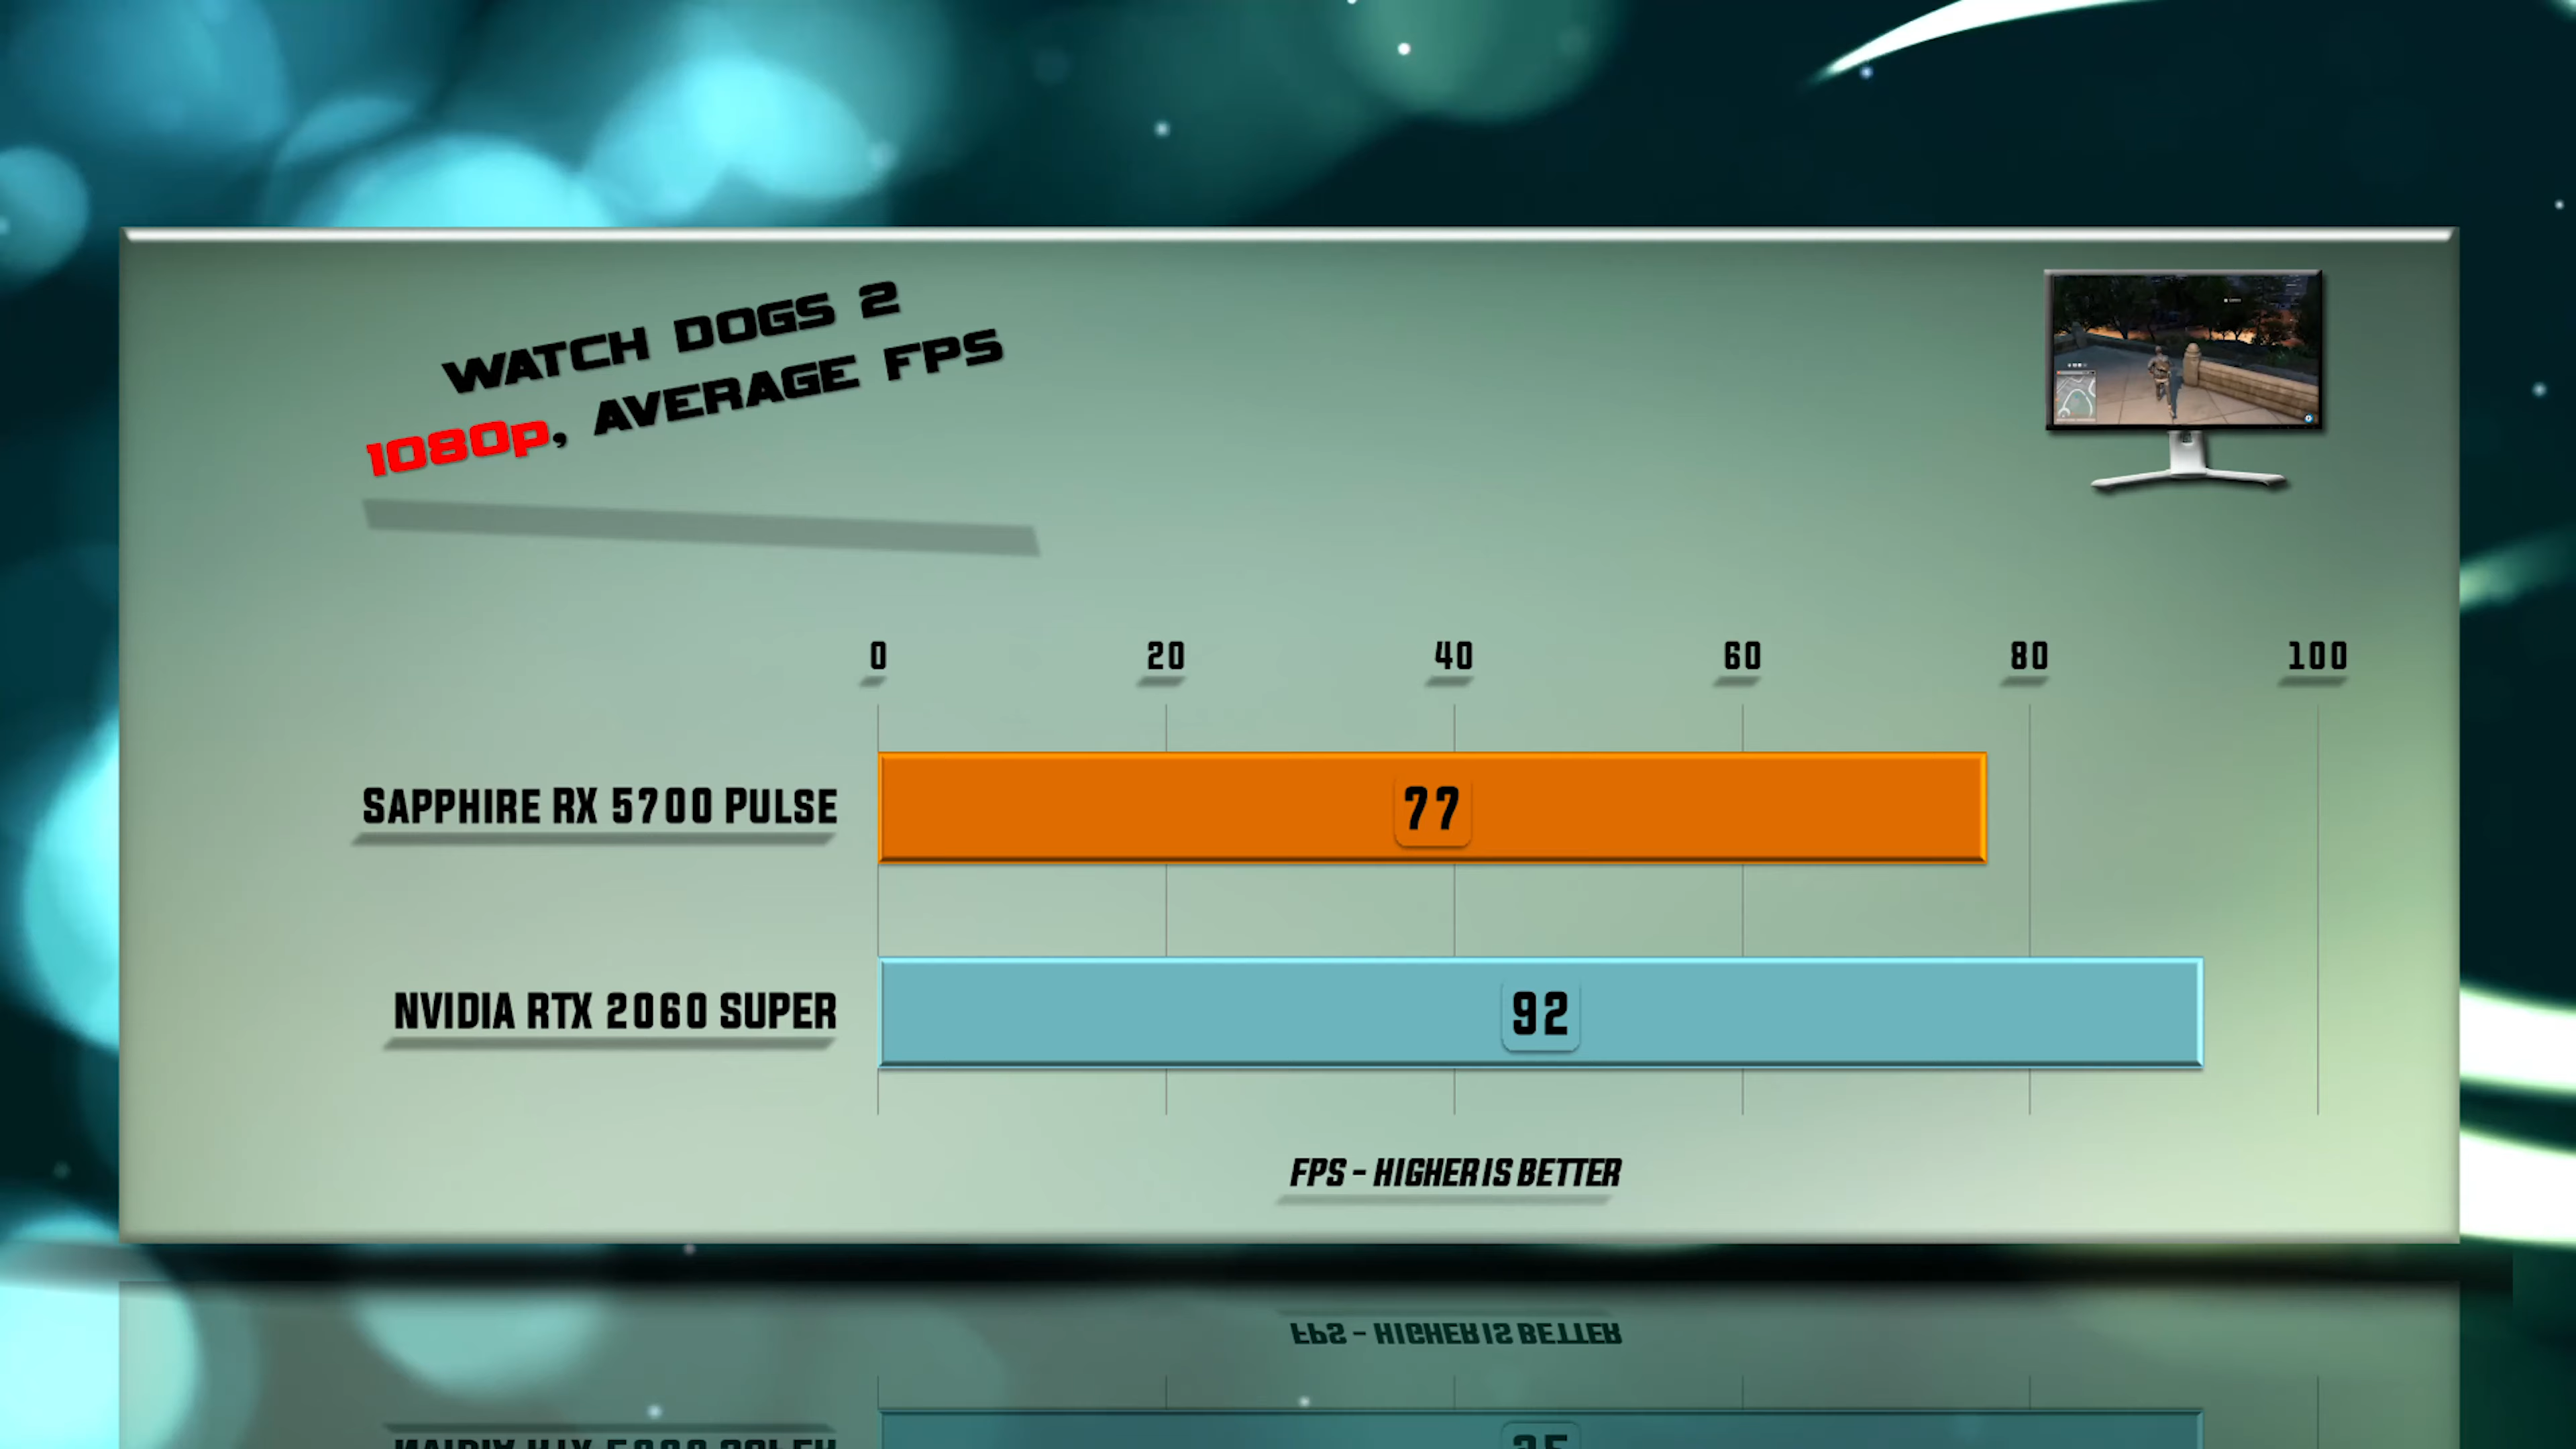 WATCH DOGS 2
1080p, AVERAGE FPS
0 20 40 60 80 100
SAPPHIRE RX 5700 PULSE 77
NVIDIA RTX 2060 SUPER 92
FPS - HIGHER IS BETTER